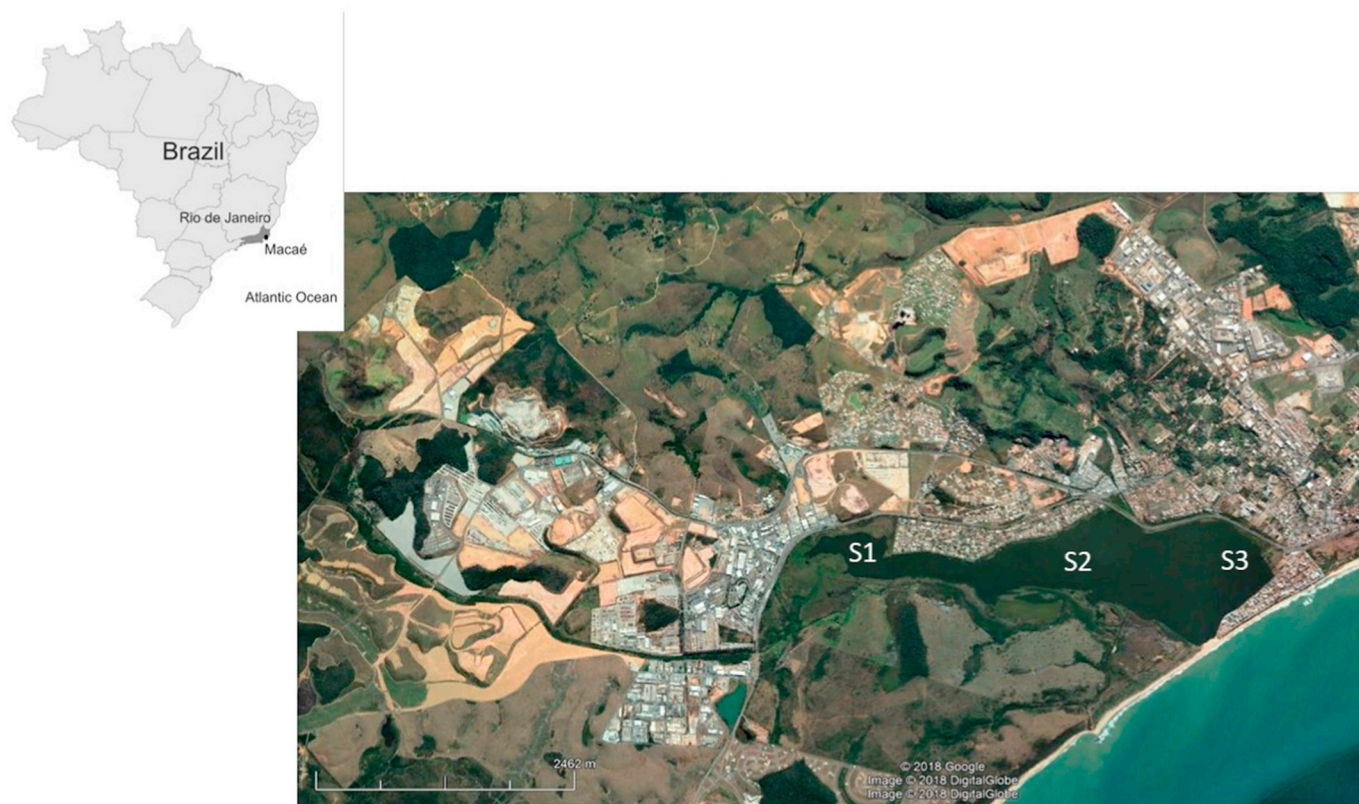 Brazil
Rio de Janeiro
Macaé
Atlantic Ocean
S1
S2
S3
2462 m
© 2018 Google
Image © 2018 DigitalGlobe
Image © 2018 DigitalGlobe